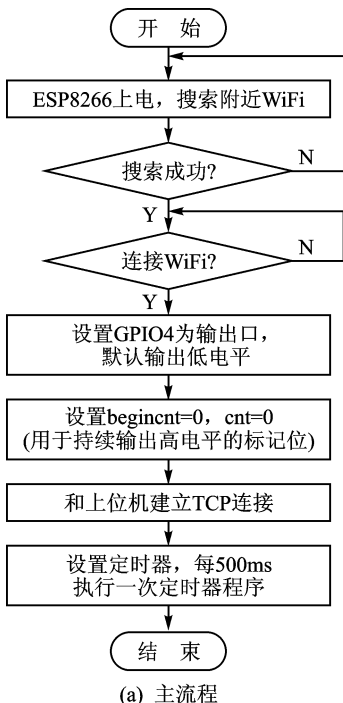 开 始
ESP8266上电，搜索附近WiFi
搜索成功?
N
Y
连接WiFi?
N
Y
设置GPIO4为输出口，
默认输出低电平
设置begincnt=0，cnt=0
(用于持续输出高电平的标记位)
和上位机建立TCP连接
设置定时器，每500ms
执行一次定时器程序
结 束
(a) 主流程